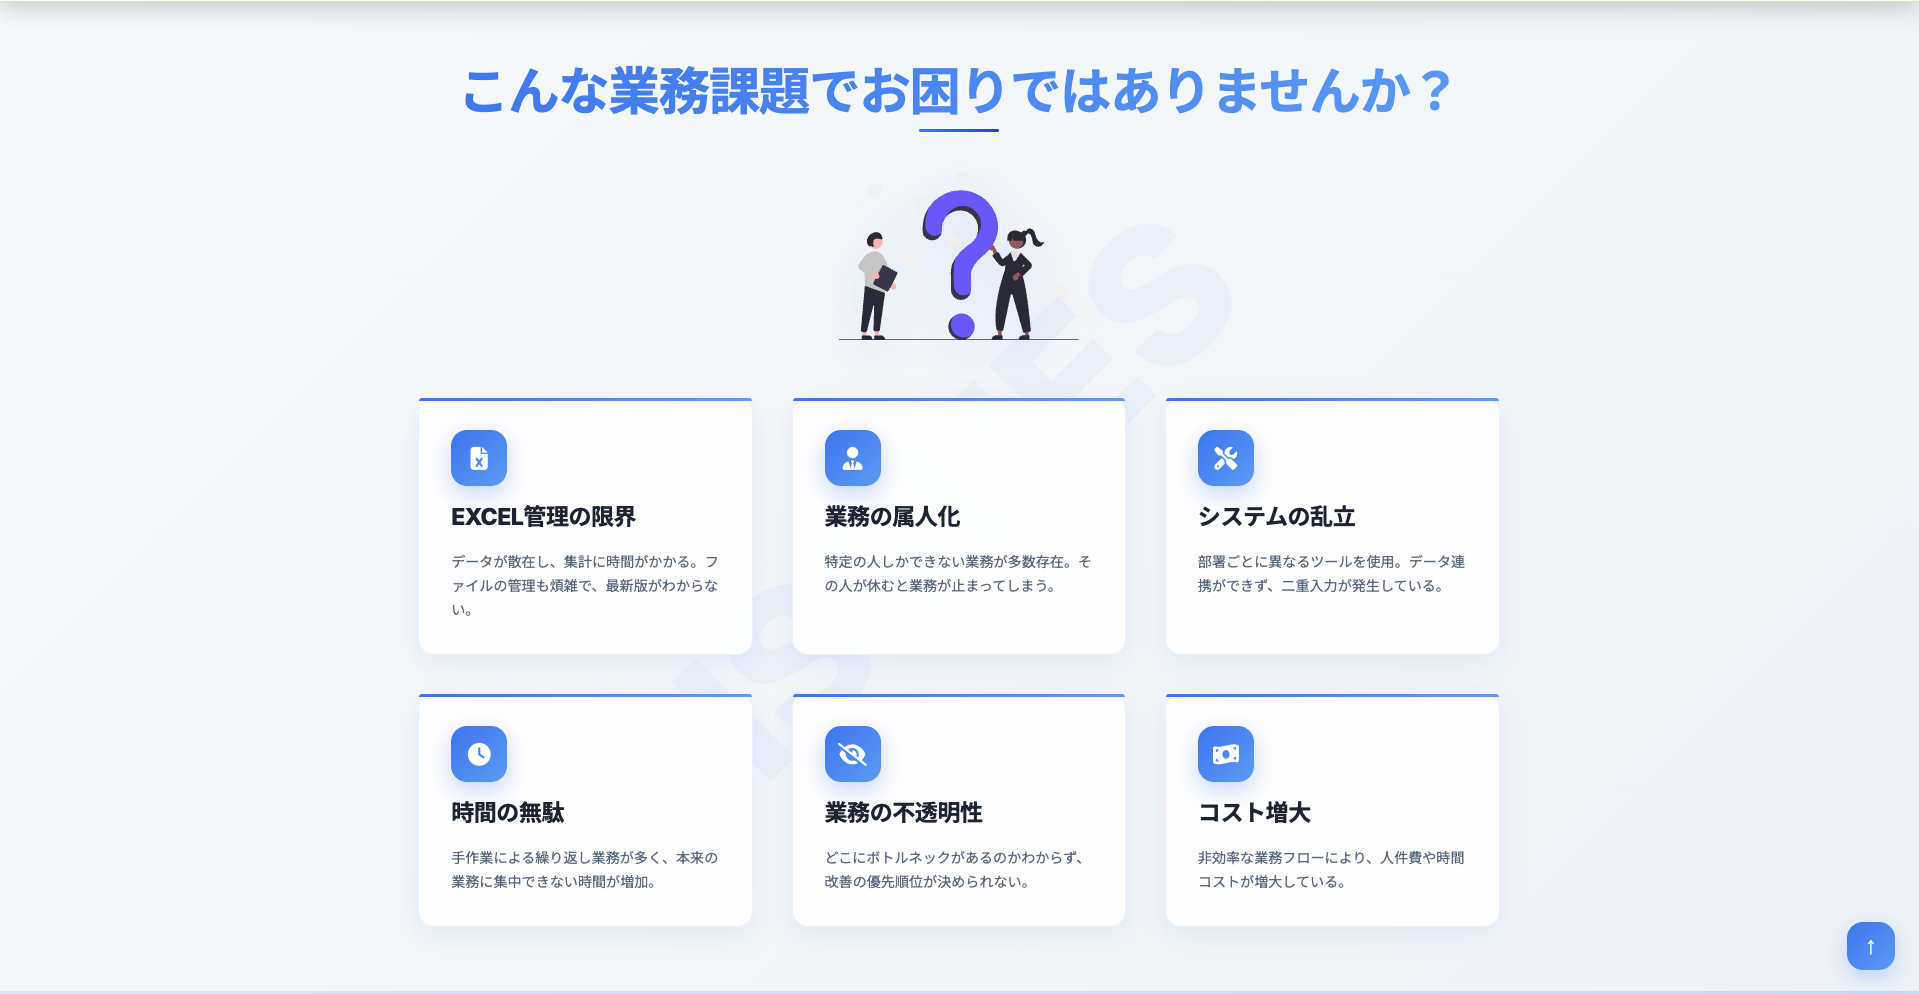 こんな業務課題でお困りではありませんか？
ISSUES
EXCEL管理の限界
データが散在し、集計に時間がかかる。フ
ァイルの管理も煩雑で、最新版がわからな
い。
業務の属人化
特定の人しかできない業務が多数存在。そ
の人が休むと業務が止まってしまう。
システムの乱立
部署ごとに異なるツールを使用。データ連
携ができず、二重入力が発生している。
時間の無駄
手作業による繰り返し業務が多く、本来の
業務に集中できない時間が増加。
業務の不透明性
どこにボトルネックがあるのかわからず、
改善の優先順位が決められない。
コスト増大
非効率な業務フローにより、人件費や時間
コストが増大している。
↑